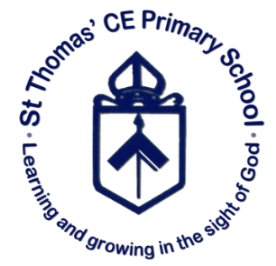 St Thomas' CE Primary School
Learning and growing in the sight of God